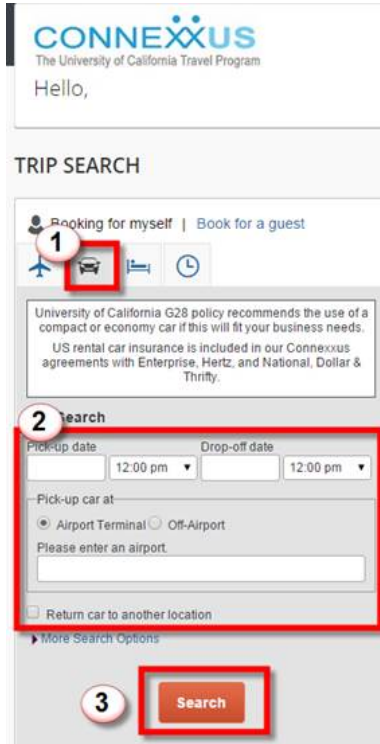 CONNEXXUS
The University of California Travel Program
Hello,
TRIP SEARCH
Booking for myself | Book for a guest
1
University of California G28 policy recommends the use of a
compact or economy car if this will fit your business needs.
US rental car insurance is included in our Connexxus
agreements with Enterprise, Hertz, and National, Dollar &
Thrifty.
2
Search
Pick-up date Drop-off date
12:00 pm 12:00 pm
Pick-up car at
Airport Terminal Off-Airport
Please enter an airport.
Return car to another location
More Search Options
3
Search